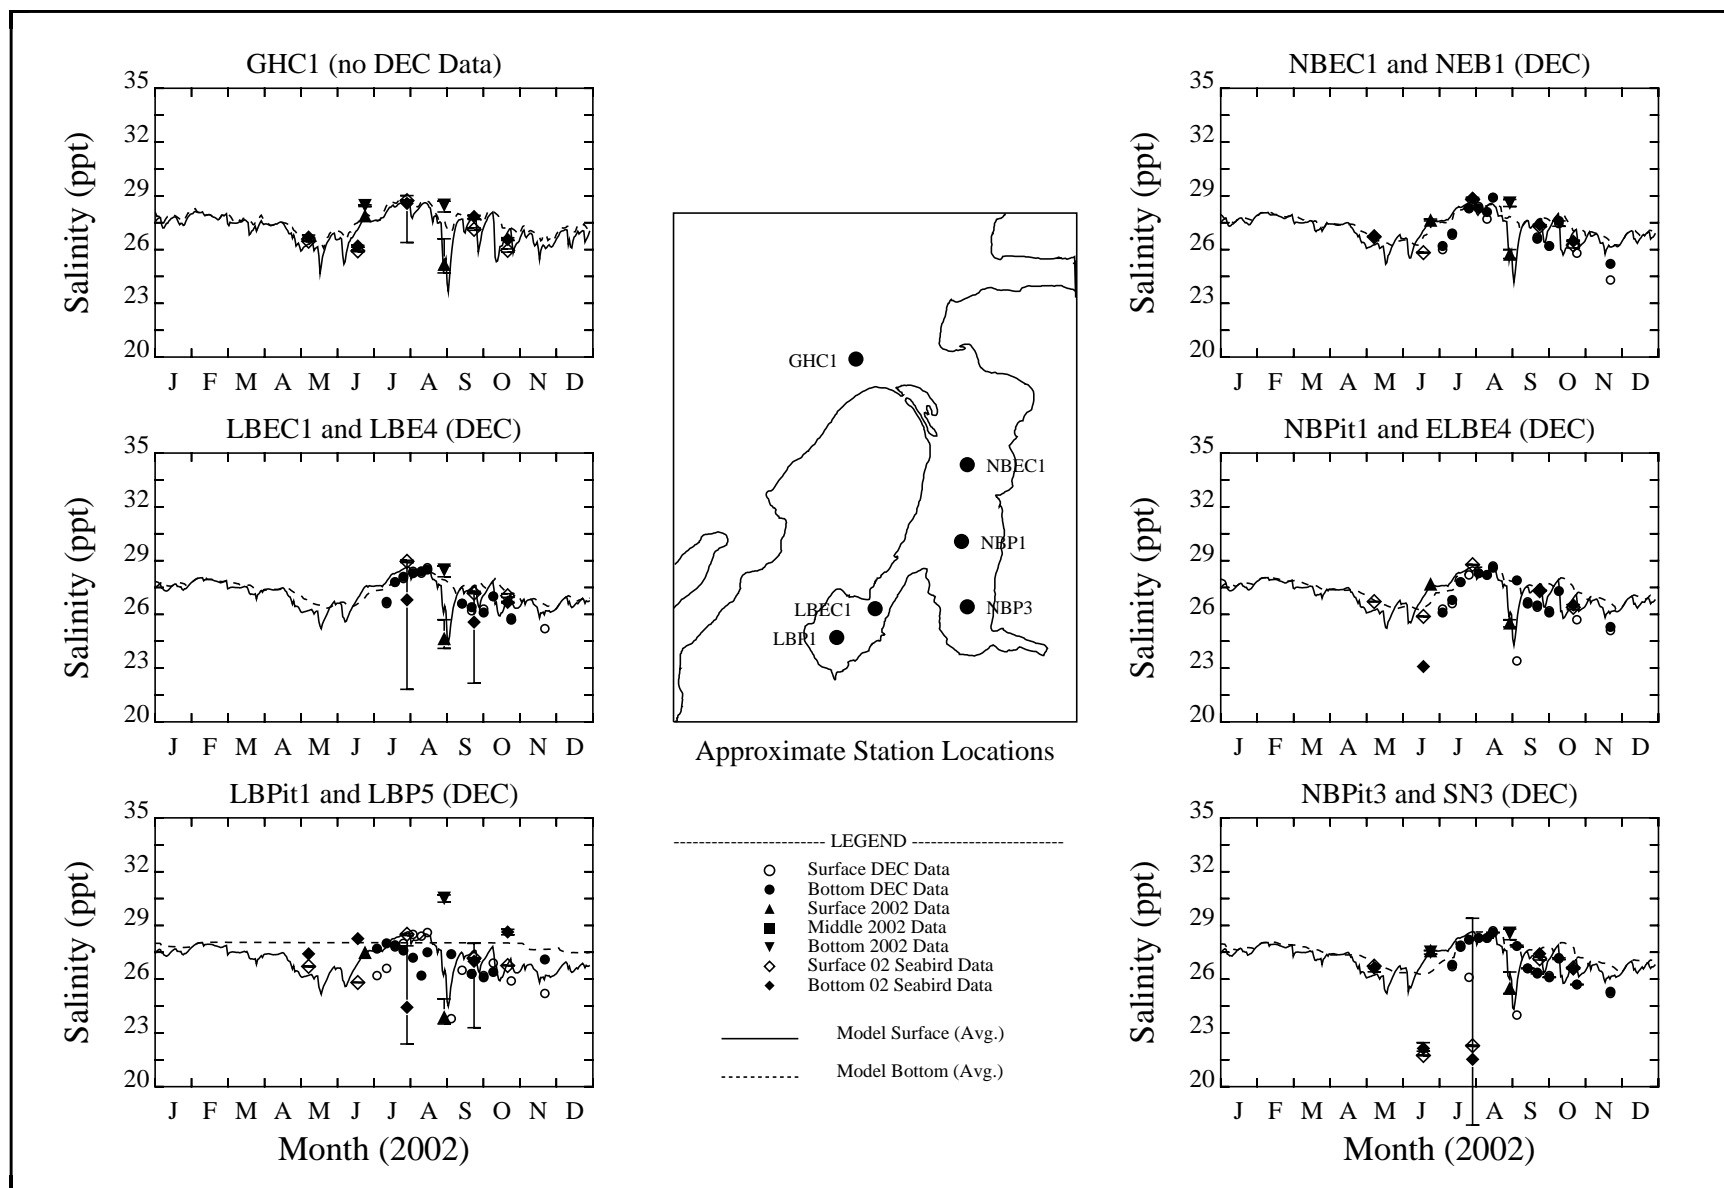 GHC1 (no DEC Data)
35
32
29
26
23
20
Salinity (ppt)
J F M A M J J A S O N D
LBEC1 and LBE4 (DEC)
35
32
29
26
23
20
Salinity (ppt)
J F M A M J J A S O N D
LBPit1 and LBP5 (DEC)
35
32
29
26
23
20
Salinity (ppt)
J F M A M J J A S O N D
Month (2002)
GHC1
NBEC1
NBP1
LBEC1
NBP3
LBP1
Approximate Station Locations
LEGEND
Surface DEC Data
Bottom DEC Data
Surface 2002 Data
Middle 2002 Data
Bottom 2002 Data
Surface 02 Seabird Data
Bottom 02 Seabird Data
Model Surface (Avg.)
Model Bottom (Avg.)
NBEC1 and NEB1 (DEC)
35
32
29
26
23
20
Salinity (ppt)
J F M A M J J A S O N D
NBPit1 and ELBE4 (DEC)
35
32
29
26
23
20
Salinity (ppt)
J F M A M J J A S O N D
NBPit3 and SN3 (DEC)
35
32
29
26
23
20
Salinity (ppt)
J F M A M J J A S O N D
Month (2002)